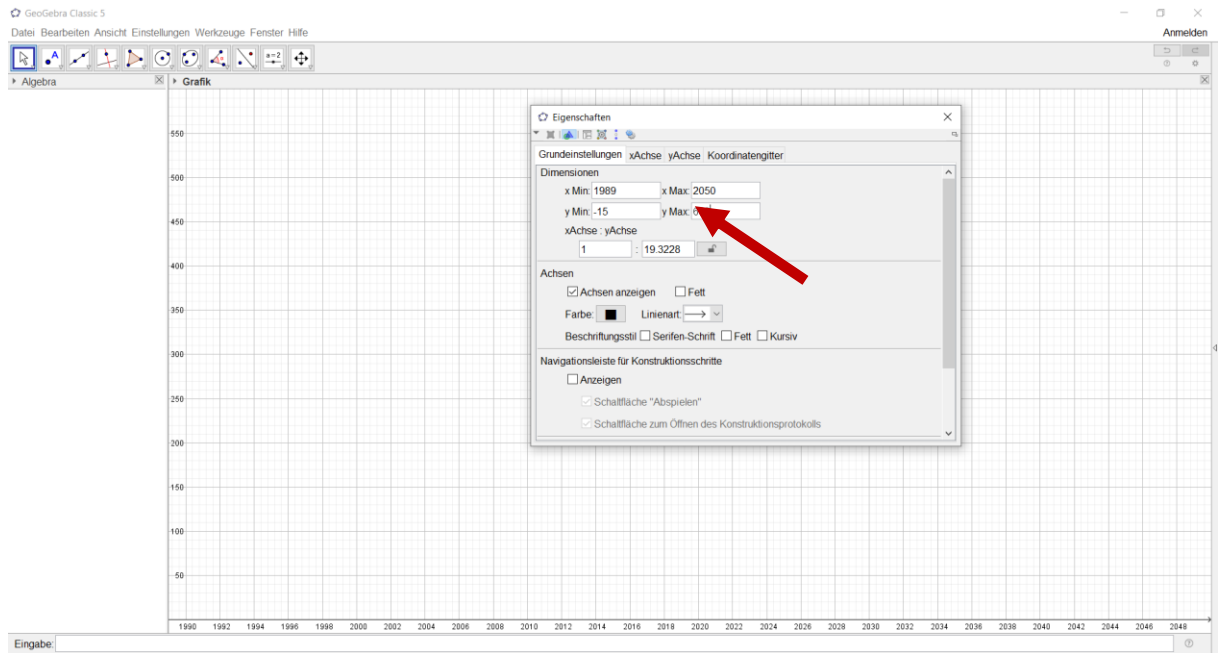 GeoGebra Classic 5
Datei Bearbeiten Ansicht Einstellungen Werkzeuge Fenster Hilfe
Anmelden
A
a=2
Algebra
Grafik
550
500
450
400
350
300
250
200
150
100
50
1990 1992 1994 1996 1998 2000 2002 2004 2006 2008 2010 2012 2014 2016 2018 2020 2022 2024 2026 2028 2030 2032 2034 2036 2038 2040 2042 2044 2046 2048
Eigenschaften
Grundeinstellungen xAchse yAchse Koordinatengitter
Dimensionen
x Min: 1989 x Max: 2050
y Min: -15 y Max:
xAchse : yAchse
1 : 19.3228
Achsen
Achsen anzeigen Fett
Farbe: Linienart:
Beschriftungsstil Serifen-Schrift Fett Kursiv
Navigationsleiste für Konstruktionsschritte
Anzeigen
Schaltfläche "Abspielen"
Schaltfläche zum Öffnen des Konstruktionsprotokolls
Eingabe: